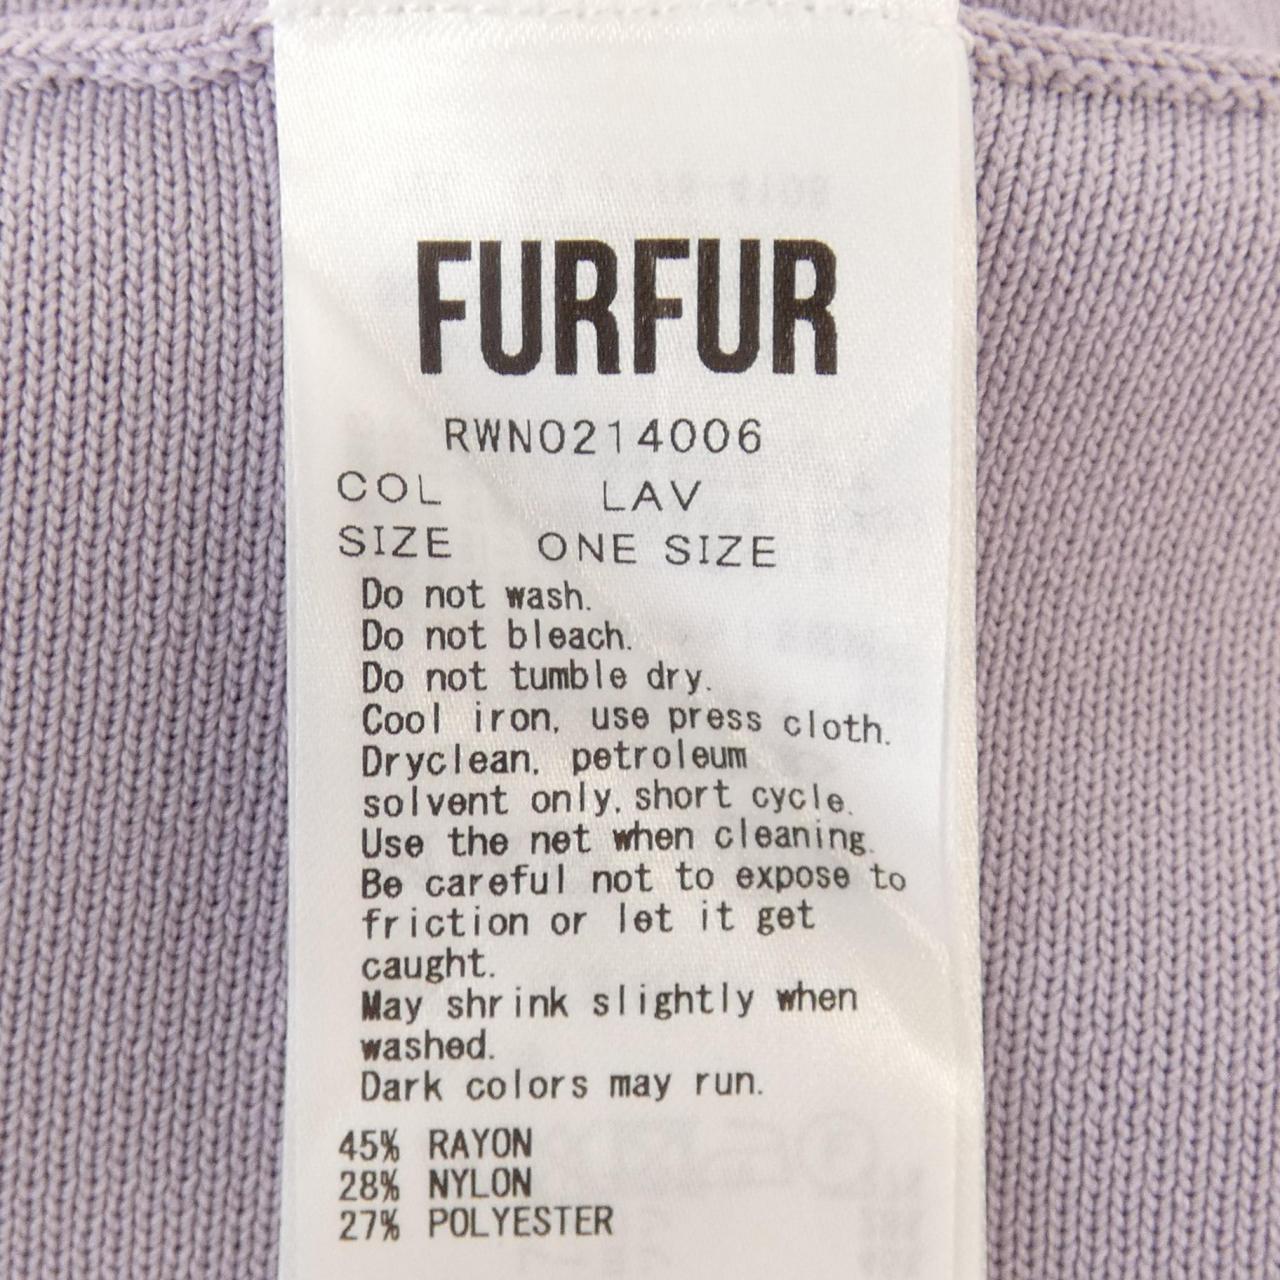 FURFUR
RWNO214006
COL LAV
SIZE ONE SIZE
Do not wash.
Do not bleach.
Do not tumble dry.
Cool iron, use press cloth.
Dryclean, petroleum
solvent only, short cycle.
Use the net when cleaning.
Be careful not to expose to
friction or let it get
caught.
May shrink slightly when
washed.
Dark colors may run.
45% RAYON
28% NYLON
27% POLYESTER